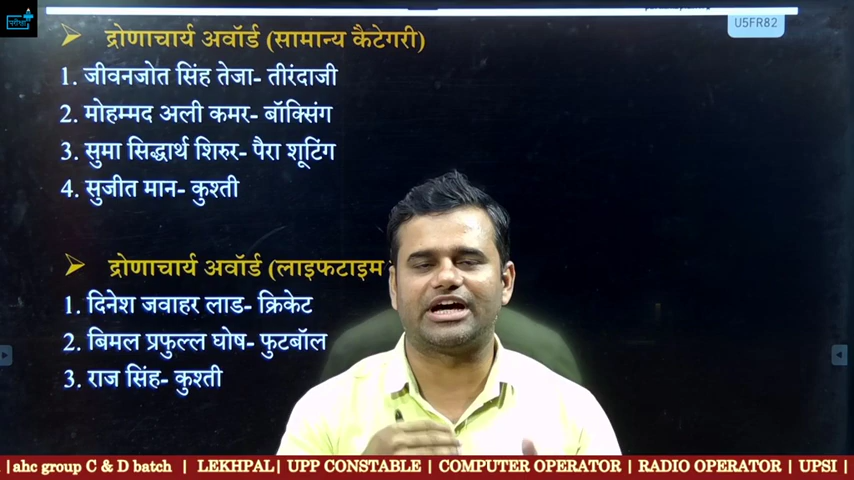 परीक्षा
U5FR82
➢ द्रोणाचार्य अवॉर्ड (सामान्य कैटेगरी)
1. जीवनजोत सिंह तेजा- तीरंदाजी
2. मोहम्मद अली कमर- बॉक्सिंग
3. सुमा सिद्धार्थ शिरुर- पैरा शूटिंग
4. सुजीत मान- कुश्ती
➢ द्रोणाचार्य अवॉर्ड (लाइफटाइम
1. दिनेश जवाहर लाड- क्रिकेट
2. बिमल प्रफुल्ल घोष- फुटबॉल
3. राज सिंह- कुश्ती
|ahc group C & D batch | LEKHPAL| UPP CONSTABLE | COMPUTER OPERATOR | RADIO OPERATOR | UPSI |